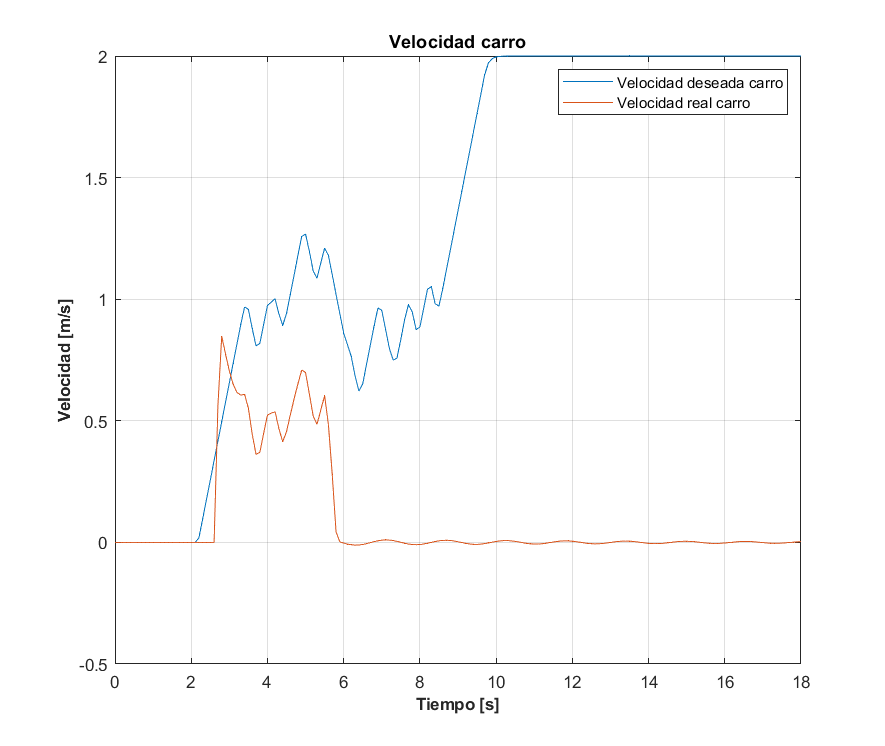 Velocidad carro
Velocidad deseada carro
Velocidad real carro
2
1.5
1
0.5
0
-0.5
Velocidad [m/s]
0 2 4 6 8 10 12 14 16 18
Tiempo [s]